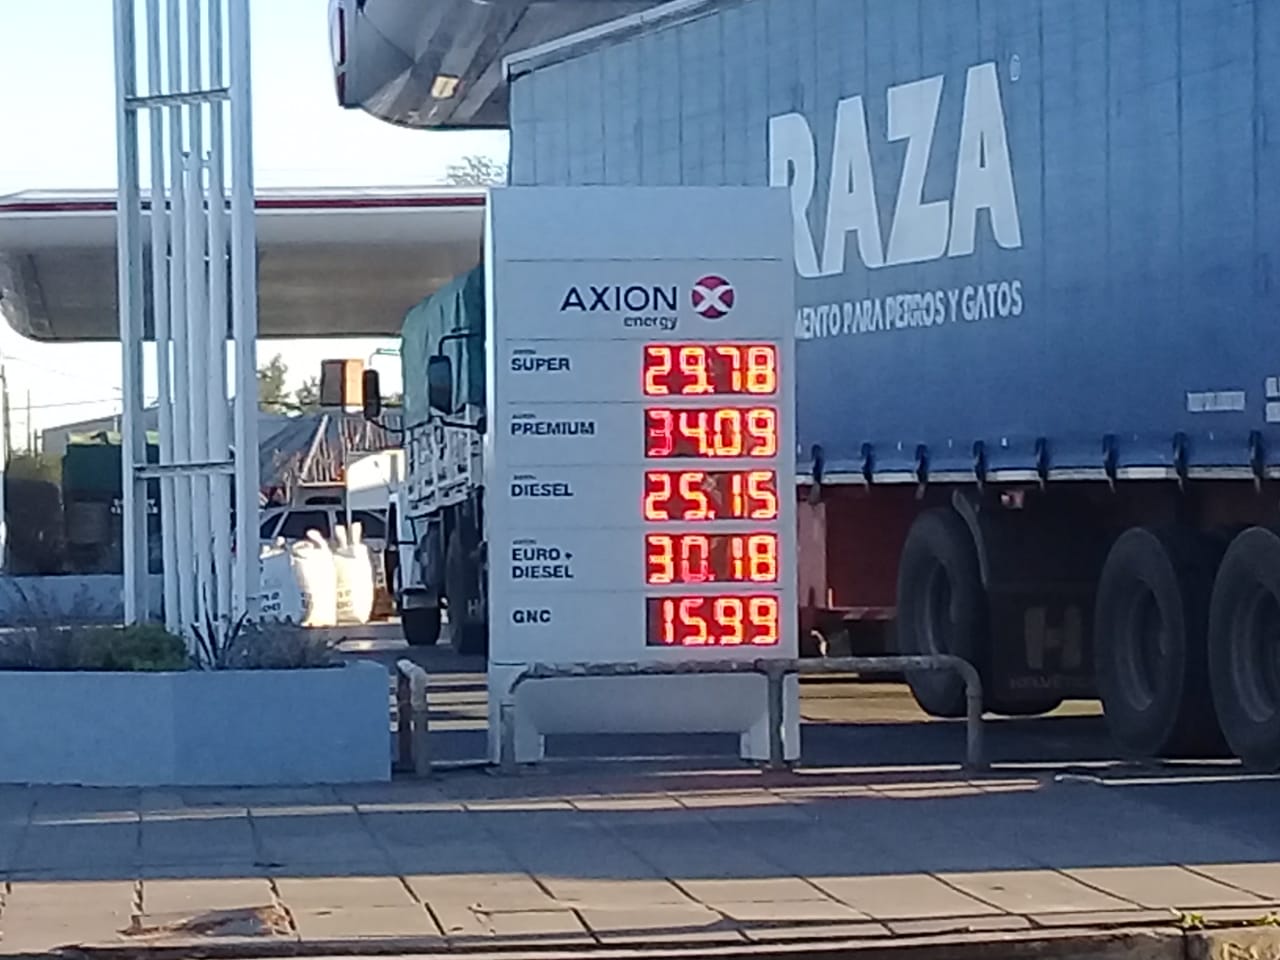 AXION
energy
SUPER 29.78
PREMIUM 34.09
DIESEL 25.15
EURO+
DIESEL 30.18
GNC 15.99
RAZA
MENTO PARA PERROS Y GATOS
H